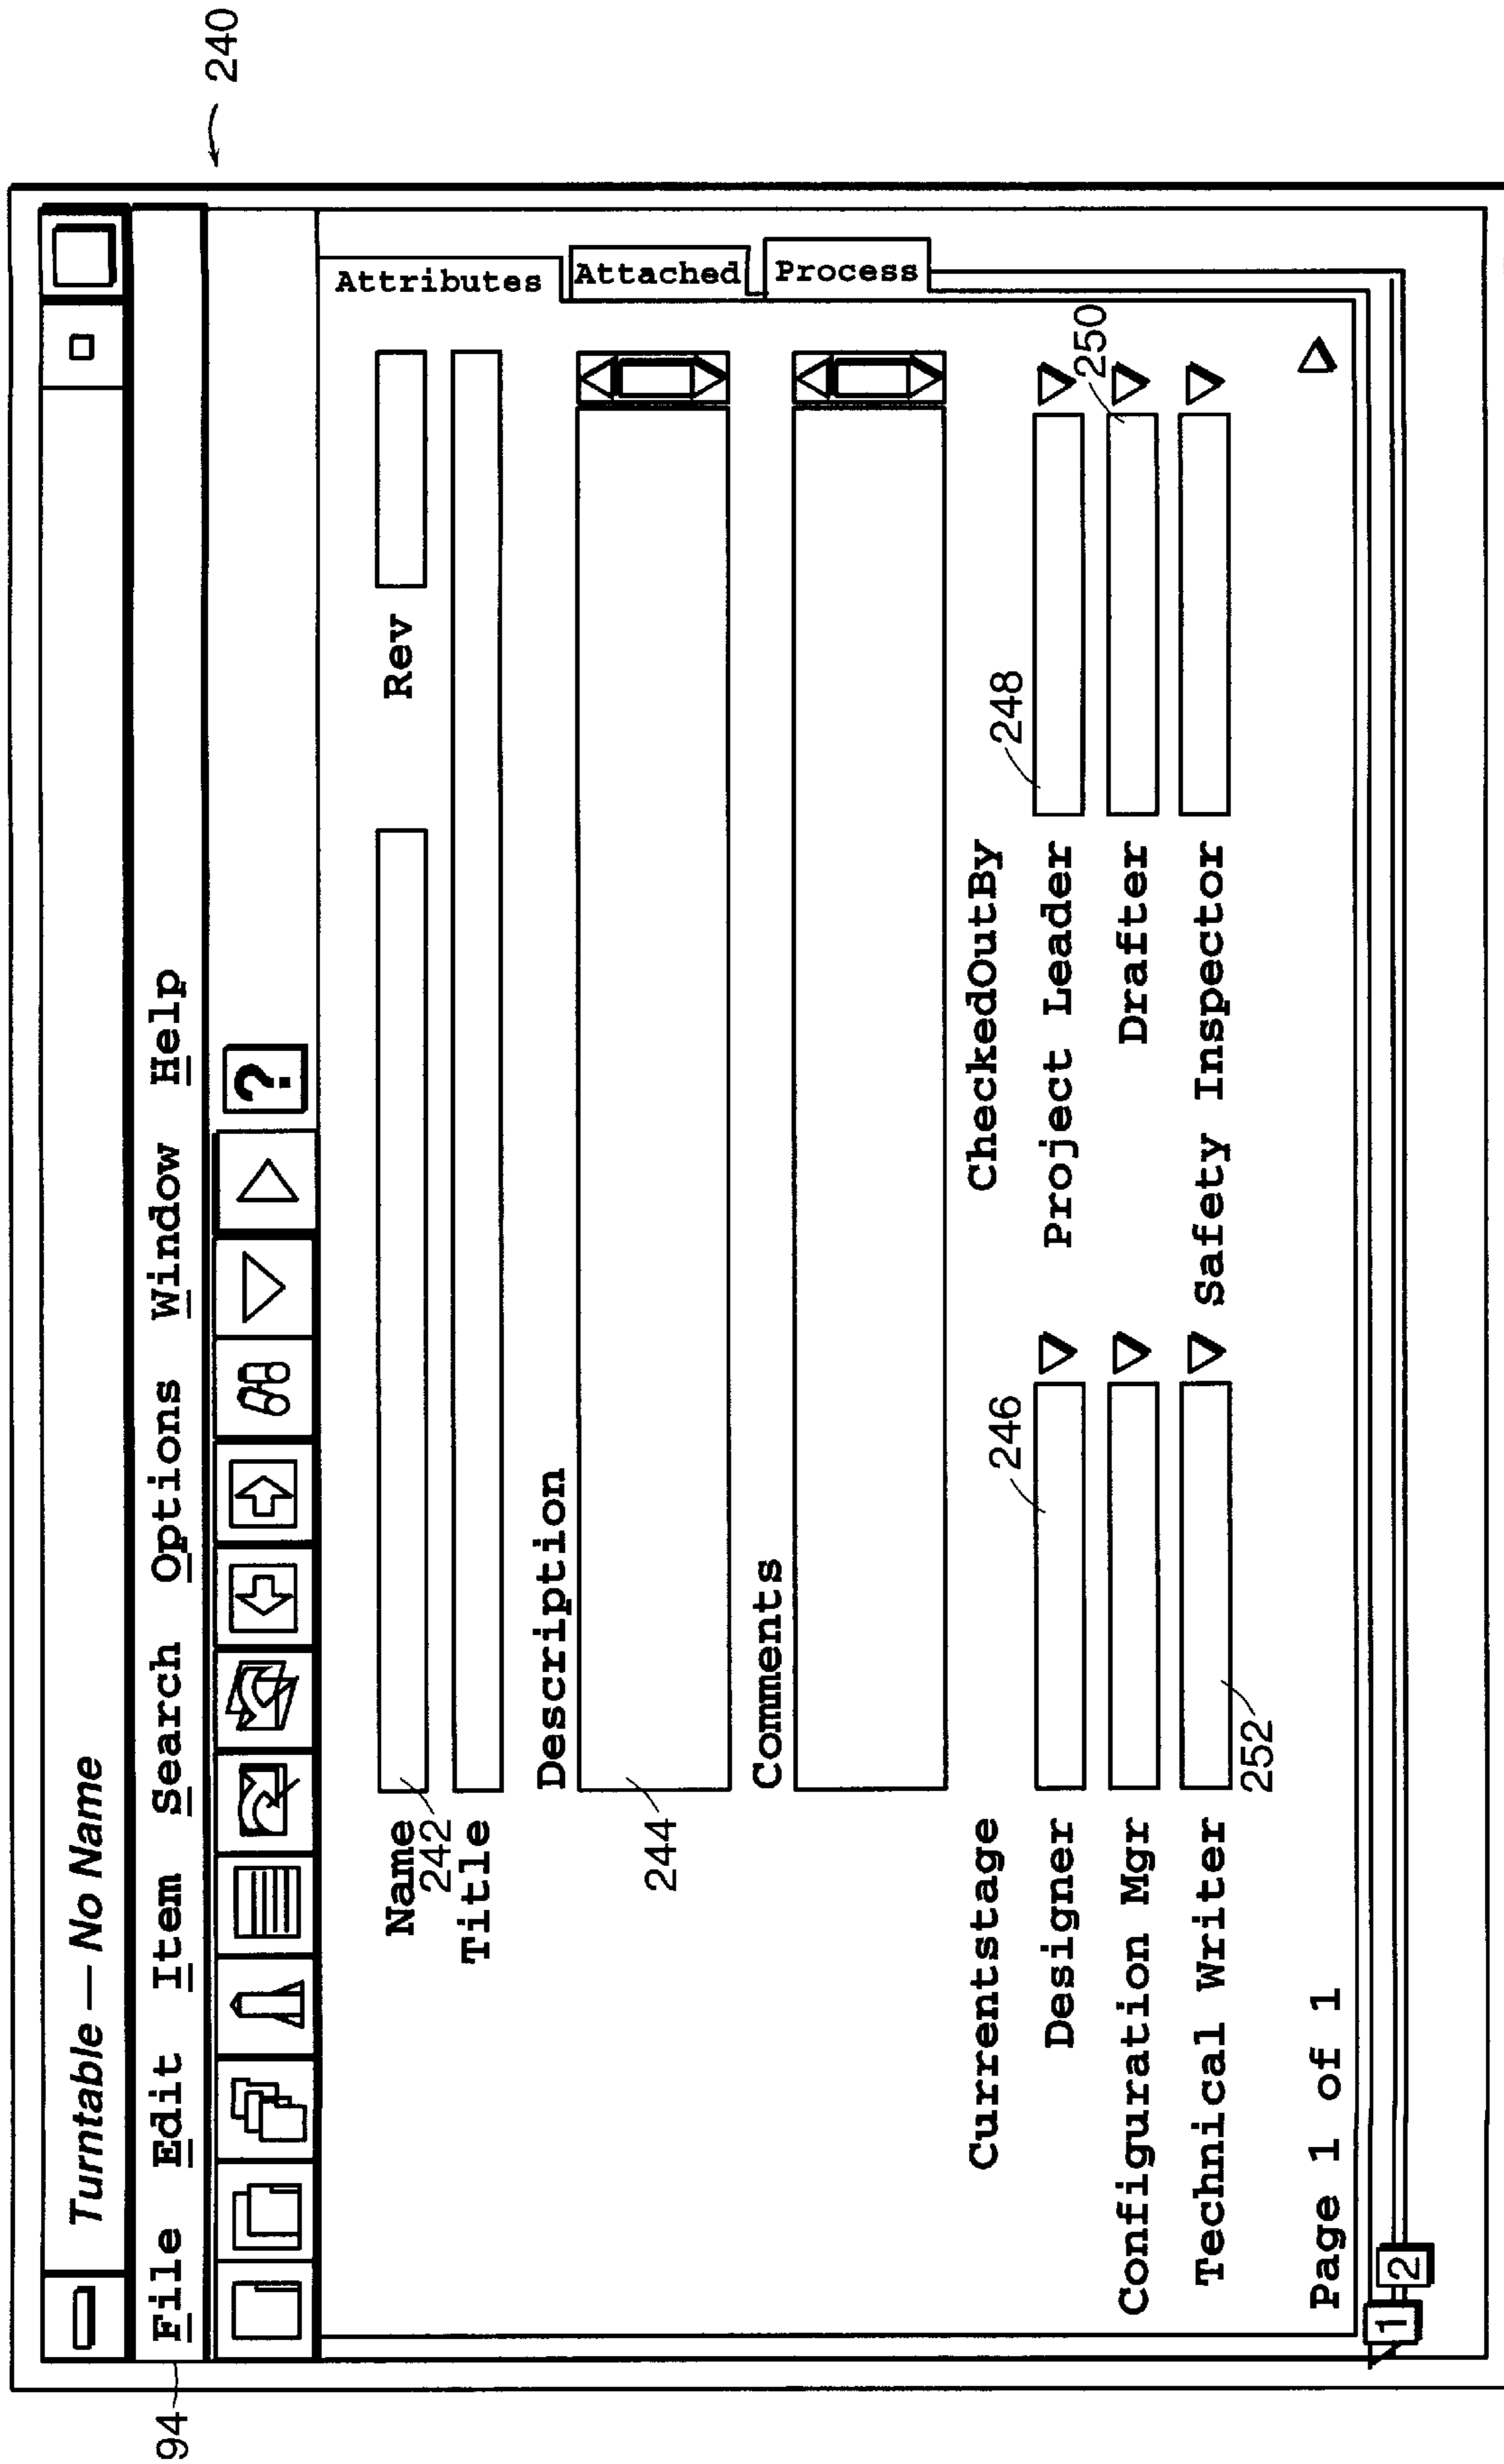 240
94
Turntable — No Name
File Edit Item Search Options Window Help
?
Attributes
Attached
Process
Name
Rev
242
Title
Description
244
Comments
Currentstage
CheckedOutBy
246
248
Designer
Project Leader
250
Configuration Mgr
Drafter
Technical Writer
Safety Inspector
252
Page 1 of 1
1
2